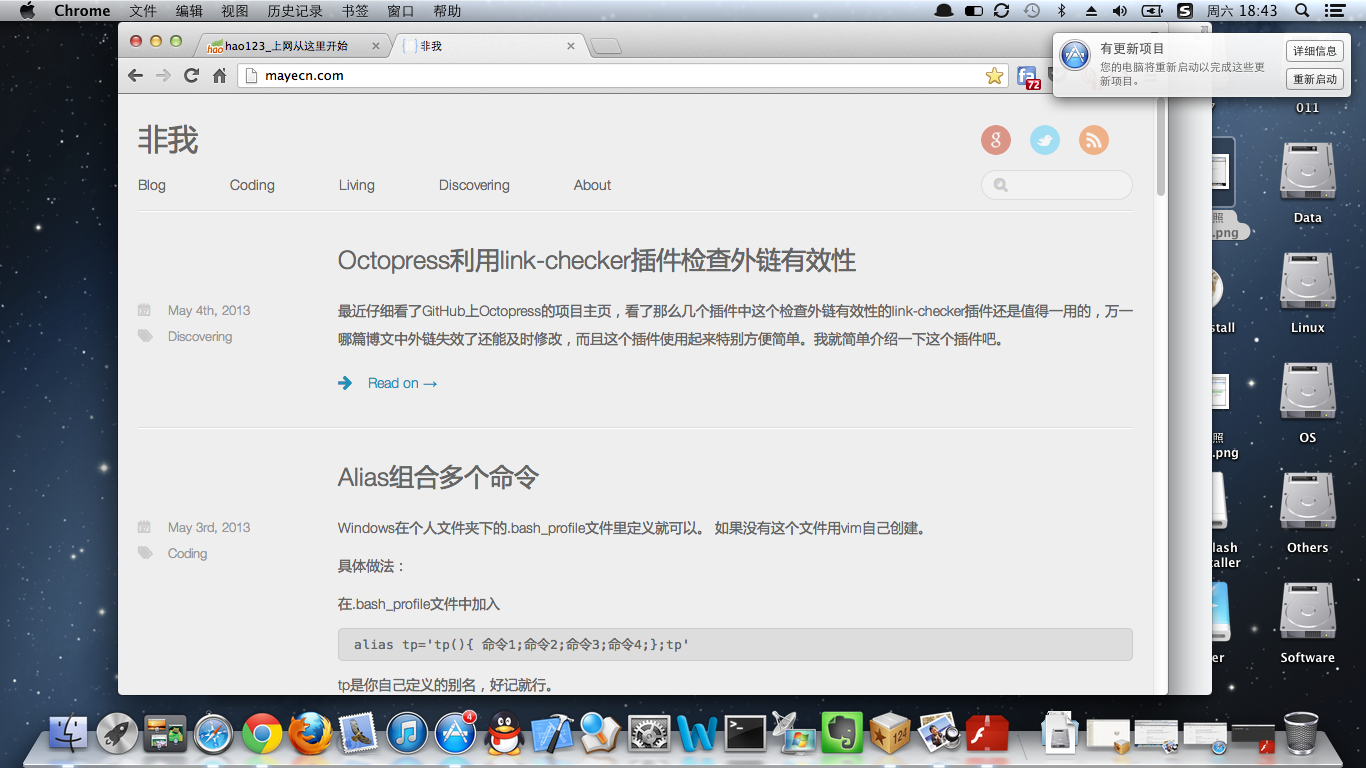 Chrome 文件 编辑 视图 历史记录 书签 窗口 帮助 周六 18:43
hao123_上网从这里开始 非我
mayecn.com
72
有更新项目
您的电脑将重新启动以完成这些更
新项目。
详细信息
重新启动
非我
Blog Coding Living Discovering About
Octopress利用link-checker插件检查外链有效性
May 4th, 2013
Discovering
最近仔细看了GitHub上Octopress的项目主页，看了那么几个插件中这个检查外链有效性的link-checker插件还是值得一用的，万一
哪篇博文中外链失效了还能及时修改，而且这个插件使用起来特别方便简单。我就简单介绍一下这个插件吧。
Read on →
Alias组合多个命令
May 3rd, 2013
Coding
Windows在个人文件夹下的.bash_profile文件里定义就可以。 如果没有这个文件用vim自己创建。
具体做法：
在.bash_profile文件中加入
alias tp='tp(){ 命令1;命令2;命令3;命令4;};tp'
tp是你自己定义的别名，好记就行。
011
Data
照
.png
Linux
stall
OS
照
.png
Others
lash
taller
Software
er
4
124